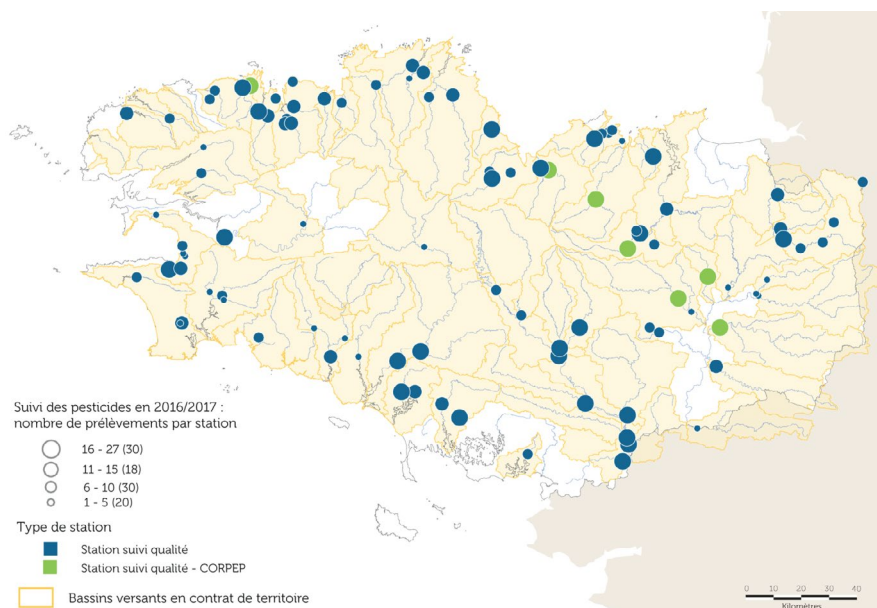 Suivi des pesticides en 2016/2017 :
nombre de prélèvements par station
16 - 27 (30)
11 - 15 (18)
6 - 10 (30)
1 - 5 (20)
Type de station
Station suivi qualité
Station suivi qualité - CORPEP
Bassins versants en contrat de territoire
0 10 20 30 40
Kilomètres